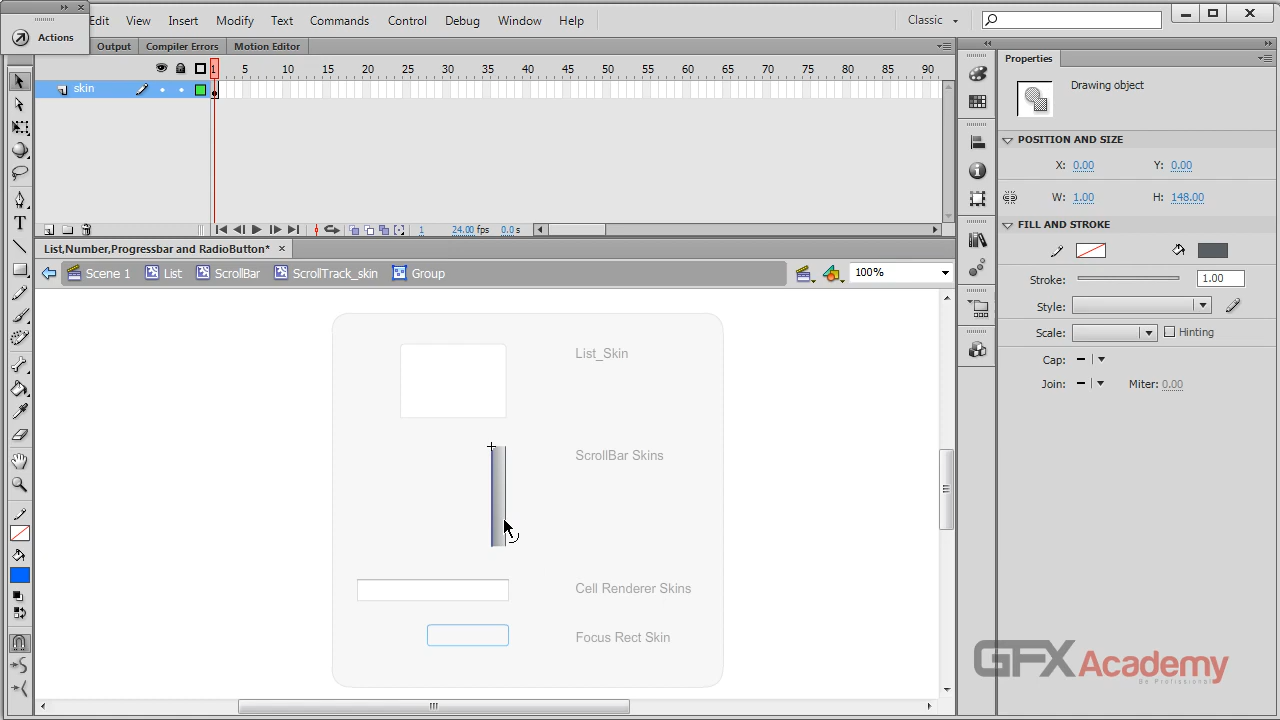 Edit View Insert Modify Text Commands Control Debug Window Help
Classic
Actions
Output Compiler Errors Motion Editor
1 5 10 15 20 25 30 35 40 45 50 55 60 65 70 75 80 85 90
skin
1 24.00 fps 0.0 s
List,Number,Progressbar and RadioButton*
Scene 1 List ScrollBar ScrollTrack_skin Group
100%
List_Skin
ScrollBar Skins
Cell Renderer Skins
Focus Rect Skin
Properties
Drawing object
POSITION AND SIZE
X: 0.00 Y: 0.00
W: 1.00 H: 148.00
FILL AND STROKE
Stroke: 1.00
Style:
Scale: Hinting
Cap:
Join: Miter: 0.00
GFXAcademy
Be Professional